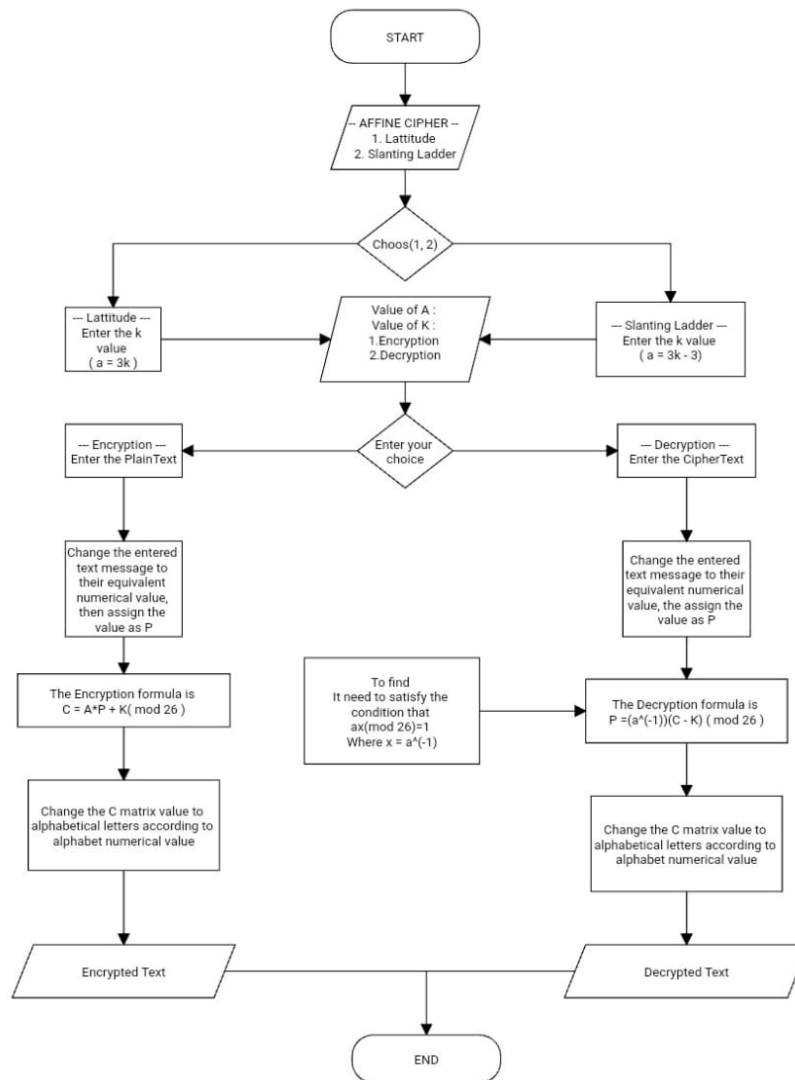 START
-- AFFINE CIPHER --
1. Lattitude
2. Slanting Ladder
Choos(1, 2)
--- Lattitude ---
Enter the k
value
( a = 3k )
Value of A :
Value of K :
1.Encryption
2.Decryption
--- Slanting Ladder ---
Enter the k value
( a = 3k - 3)
--- Encryption ---
Enter the PlainText
Enter your
choice
--- Decryption ---
Enter the CipherText
Change the entered
text message to
their equivalent
numerical value,
then assign the
value as P
Change the entered
text message to their
equivalent numerical
value, the assign the
value as P
The Encryption formula is
C = A*P + K( mod 26 )
To find
It need to satisfy the
condition that
ax(mod 26)=1
Where x = a^(-1)
The Decryption formula is
P =(a^(-1))(C - K) ( mod 26 )
Change the C matrix value to
alphabetical letters according to
alphabet numerical value
Change the C matrix value to
alphabetical letters according to
alphabet numerical value
Encrypted Text
Decrypted Text
END